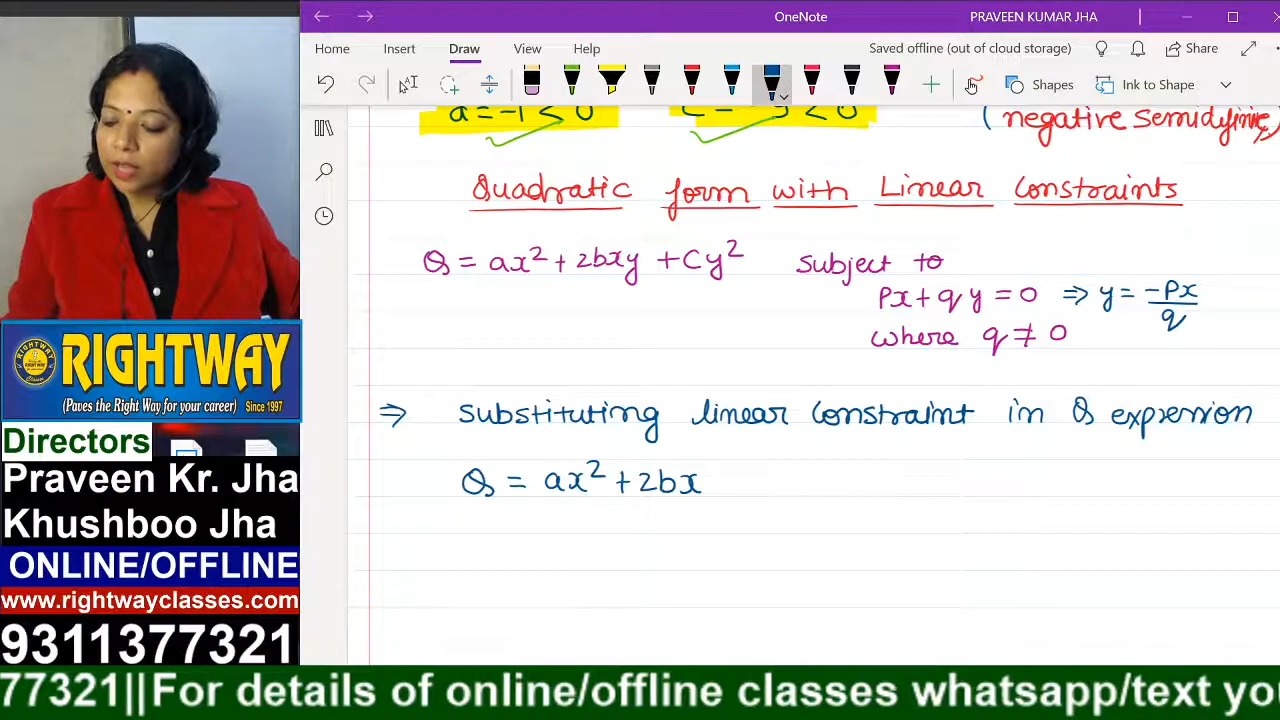 OneNote
PRAVEEN KUMAR JHA
Home Insert Draw View Help
Saved offline (out of cloud storage)
Share
Shapes
Ink to Shape
a = -1 < 0
< 0
(negative
Quadratic form with Linear Constraints
Q = ax² + 2bxy + Cy² subject to
px + qy = 0 ⇒ y = -px/q
where q ≠ 0
⇒ Substituting linear constraint in Q expression
Q = ax² + 2bx
RIGHTWAY
(Paves the Right Way for your career) Since 1997
Directors
Praveen Kr. Jha
Khushboo Jha
ONLINE/OFFLINE
www.rightwayclasses.com
9311377321
77321||For details of online/offline classes whatsapp/text yo